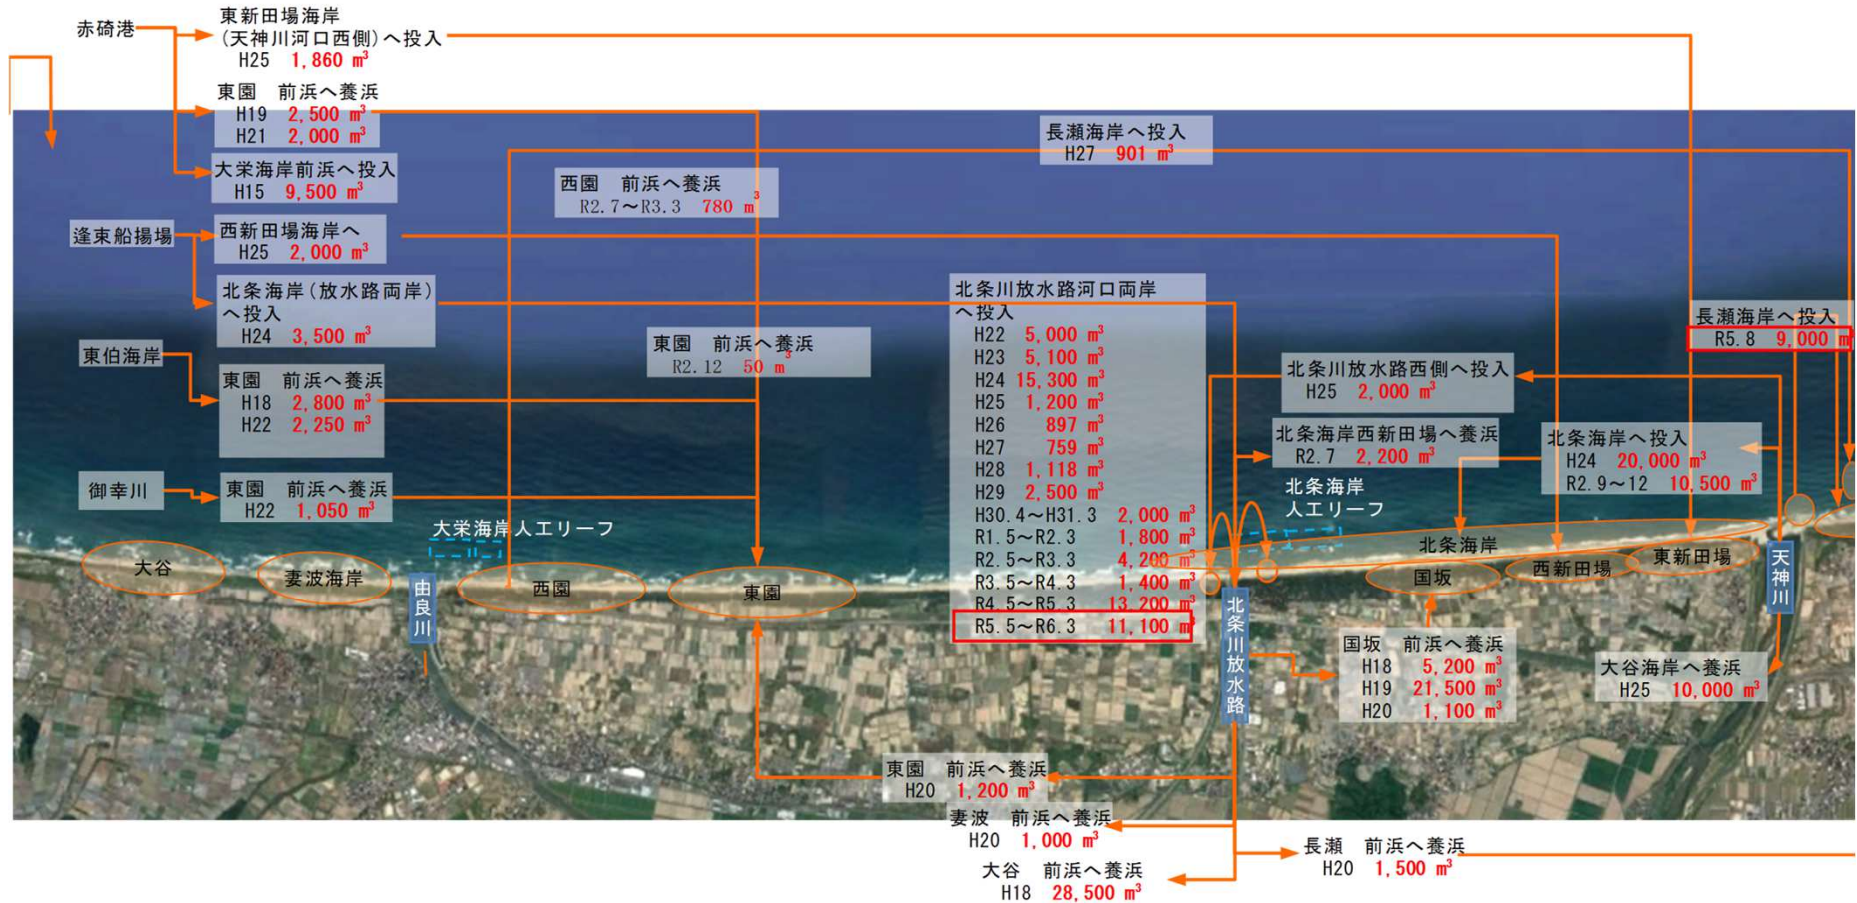 赤碕港
東新田場海岸
(天神川河口西側)へ投入
H25 1,860 m³
東園 前浜へ養浜
H19 2,500 m³
H21 2,000 m³
大栄海岸前浜へ投入
H15 9,500 m³
長瀬海岸へ投入
H27 901 m³
西園 前浜へ養浜
R2.7～R3.3 780 m³
逢束船揚場
西新田場海岸へ
H25 2,000 m³
北条海岸(放水路両岸)
へ投入
H24 3,500 m³
東伯海岸
東園 前浜へ養浜
H18 2,800 m³
H22 2,250 m³
東園 前浜へ養浜
R2.12 50 m³
御幸川
東園 前浜へ養浜
H22 1,050 m³
北条川放水路河口両岸
へ投入
H22 5,000 m³
H23 5,100 m³
H24 15,300 m³
H25 1,200 m³
H26 897 m³
H27 759 m³
H28 1,118 m³
H29 2,500 m³
H30.4～H31.3 2,000 m³
R1.5～R2.3 1,800 m³
R2.5～R3.3 4,200 m³
R3.5～R4.3 1,400 m³
R4.5～R5.3 13,200 m³
R5.5～R6.3 11,100 m³
長瀬海岸へ投入
R5.8 9,000 m³
北条川放水路西側へ投入
H25 2,000 m³
北条海岸西新田場へ養浜
R2.7 2,200 m³
北条海岸へ投入
H24 20,000 m³
R2.9～12 10,500 m³
北条海岸
人工リーフ
大栄海岸人工リーフ
大谷
妻波海岸
由良川
西園
東園
北条海岸
国坂
西新田場
東新田場
天神川
北条川放水路
国坂 前浜へ養浜
H18 5,200 m³
H19 21,500 m³
H20 1,100 m³
大谷海岸へ養浜
H25 10,000 m³
東園 前浜へ養浜
H20 1,200 m³
妻波 前浜へ養浜
H20 1,000 m³
大谷 前浜へ養浜
H18 28,500 m³
長瀬 前浜へ養浜
H20 1,500 m³